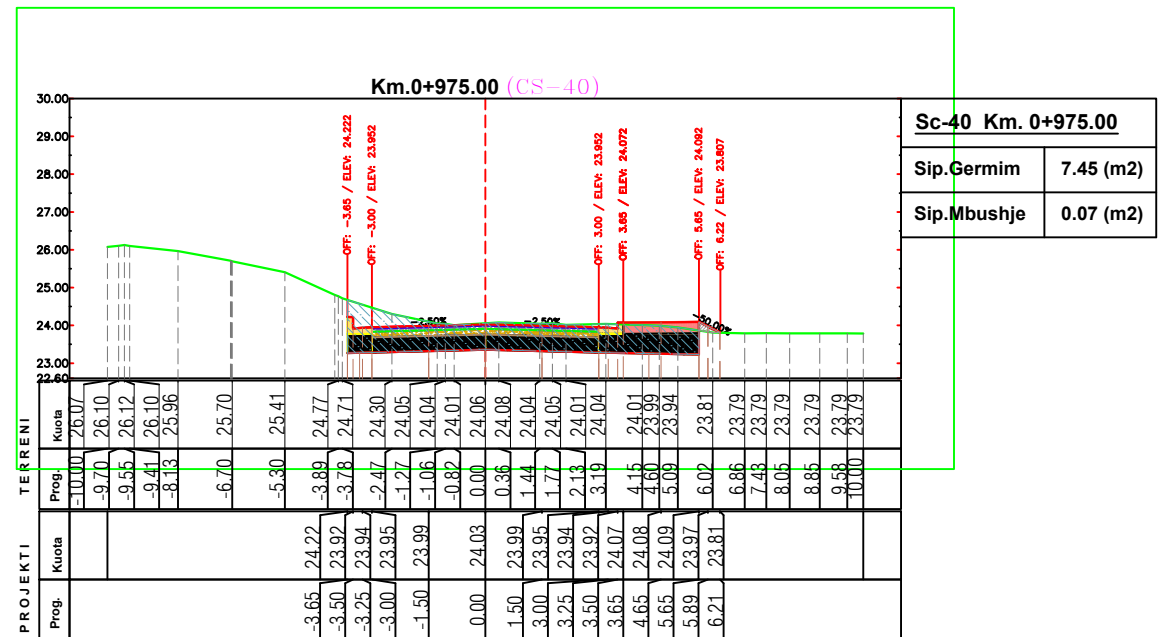 Km.0+975.00 (CS-40)
30.00
29.00
28.00
27.00
26.00
25.00
24.00
23.00
22.60
OFF: -3.65 / ELEV: 24.222
OFF: -3.00 / ELEV: 23.952
OFF: 3.00 / ELEV: 23.952
OFF: 3.65 / ELEV: 24.072
OFF: 5.65 / ELEV: 24.092
OFF: 6.22 / ELEV: 23.807
-2.50%
-2.50%
-50.00%
Sc-40 Km. 0+975.00
Sip.Germim 7.45 (m2)
Sip.Mbushje 0.07 (m2)
TERRENI
Kuota 26.07 26.10 26.12 26.10 25.96 25.70 25.41 24.77 24.71 24.30 24.05 24.04 24.01 24.06 24.08 24.04 24.05 24.01 24.04 24.01 23.99 23.94 23.81 23.79 23.79 23.79 23.79 23.79 23.79
Prog. -10.00 -9.70 -9.55 -9.41 -8.13 -6.70 -5.30 -3.89 -3.78 -2.47 -1.27 -1.06 -0.82 0.00 0.36 1.44 1.77 2.13 3.19 4.15 4.60 5.09 6.02 6.86 7.43 8.05 8.85 9.58 10.00
PROJEKTI
Kuota 24.22 23.92 23.94 23.95 23.99 24.03 23.99 23.95 23.94 23.92 24.07 24.08 24.09 23.97 23.81
Prog. -3.65 -3.50 -3.25 -3.00 -1.50 0.00 1.50 3.00 3.25 3.50 3.65 4.65 5.65 5.89 6.21